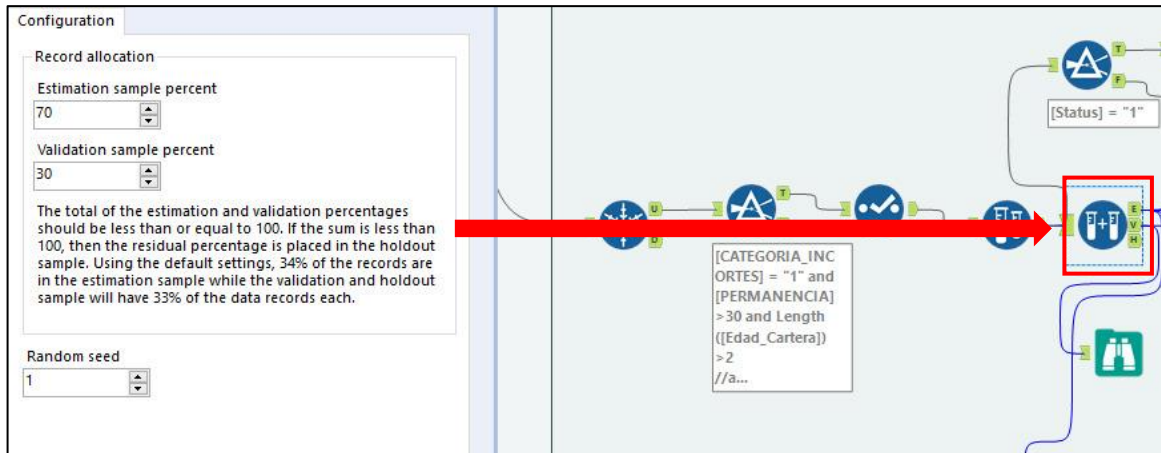 Configuration
Record allocation
Estimation sample percent
70
Validation sample percent
30
The total of the estimation and validation percentages
should be less than or equal to 100. If the sum is less than
100, then the residual percentage is placed in the holdout
sample. Using the default settings, 34% of the records are
in the estimation sample while the validation and holdout
sample will have 33% of the data records each.
Random seed
1
U
D
T
[CATEGORIA_INC
ORTES] = "1" and
[PERMANENCIA]
>30 and Length
([Edad_Cartera])
>2
//a...
T
F
[Status] = "1"
E
V
H